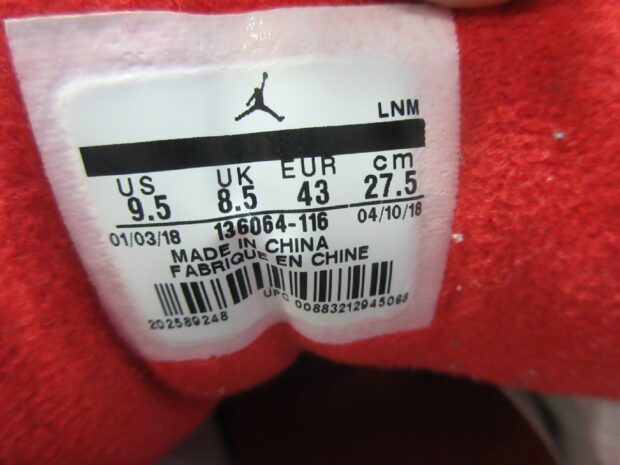 LNM
US UK EUR cm
9.5 8.5 43 27.5
01/03/18 136064-116 04/10/18
MADE IN CHINA
FABRIQUE EN CHINE
UPC 00883212945068
202589248